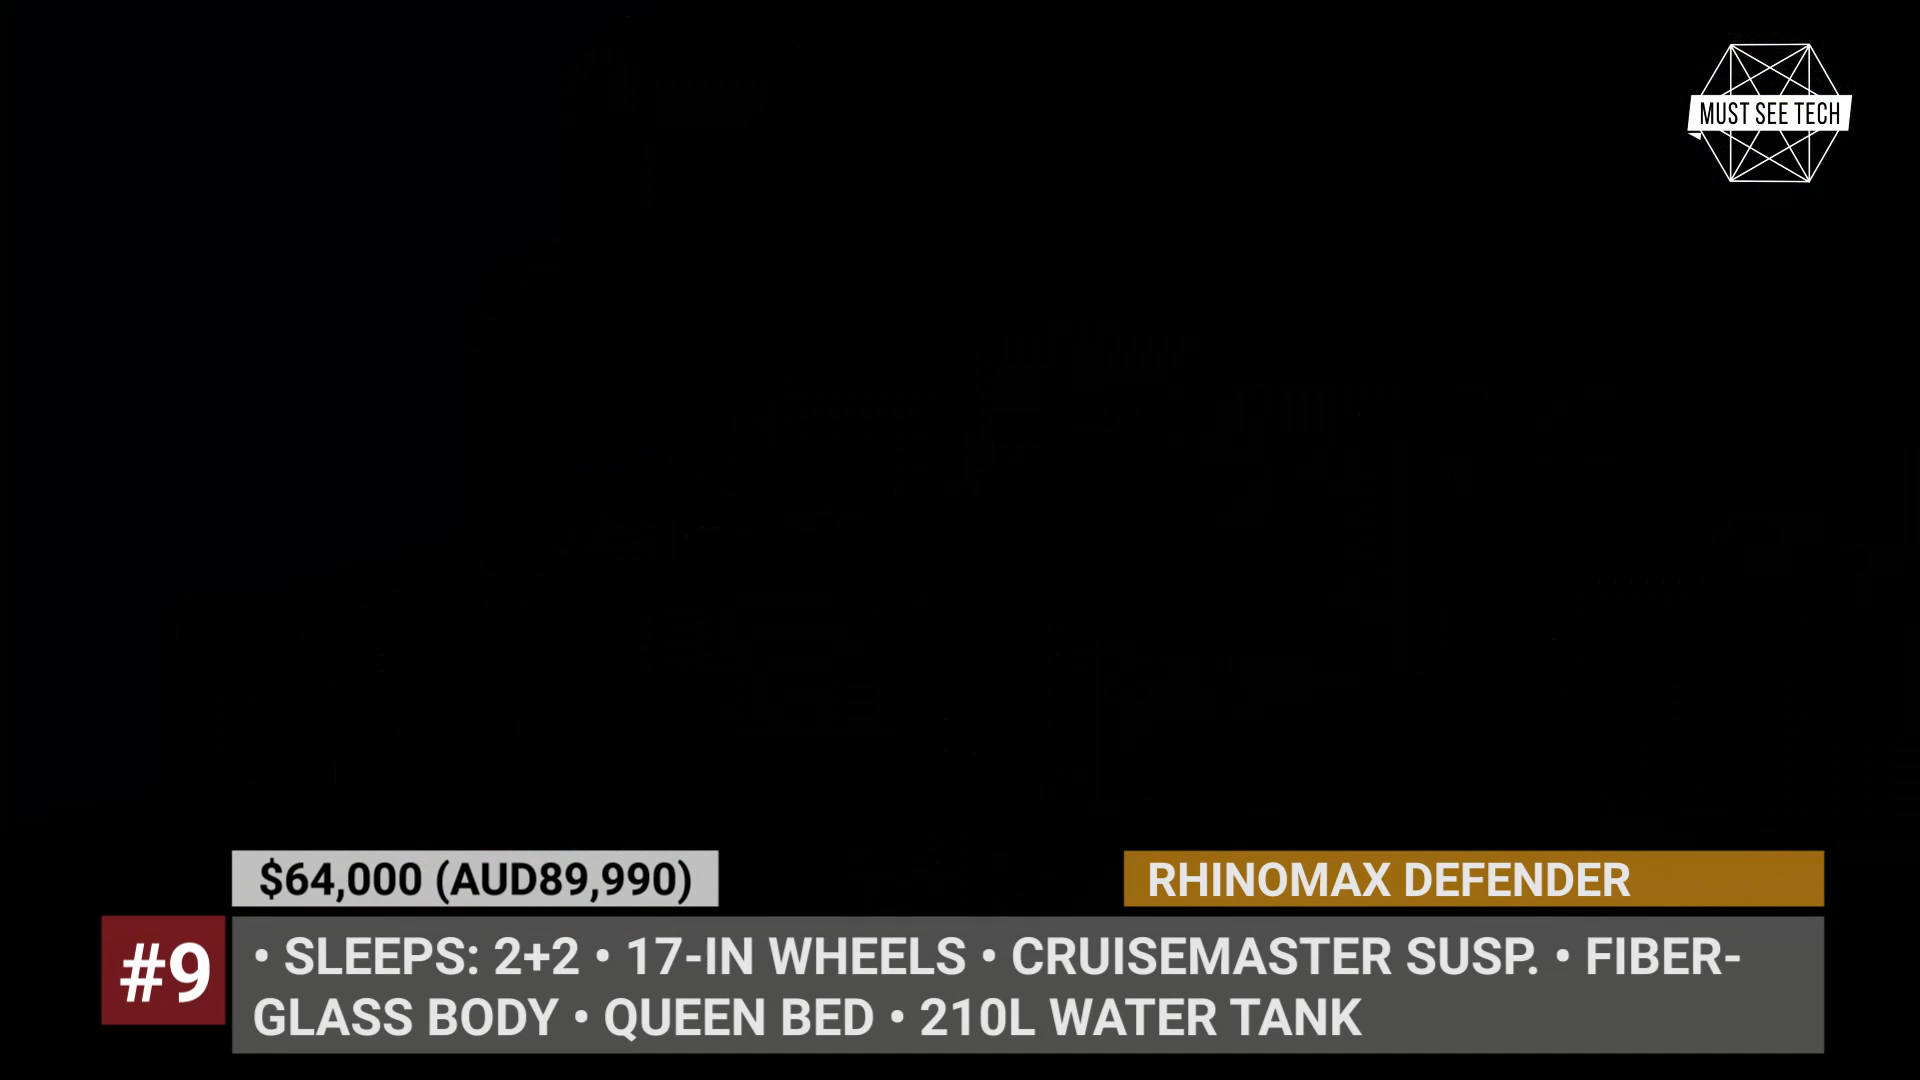 MUST SEE TECH
$64,000 (AUD89,990)
RHINOMAX DEFENDER
#9
• SLEEPS: 2+2 • 17-IN WHEELS • CRUISEMASTER SUSP. • FIBER-
GLASS BODY • QUEEN BED • 210L WATER TANK